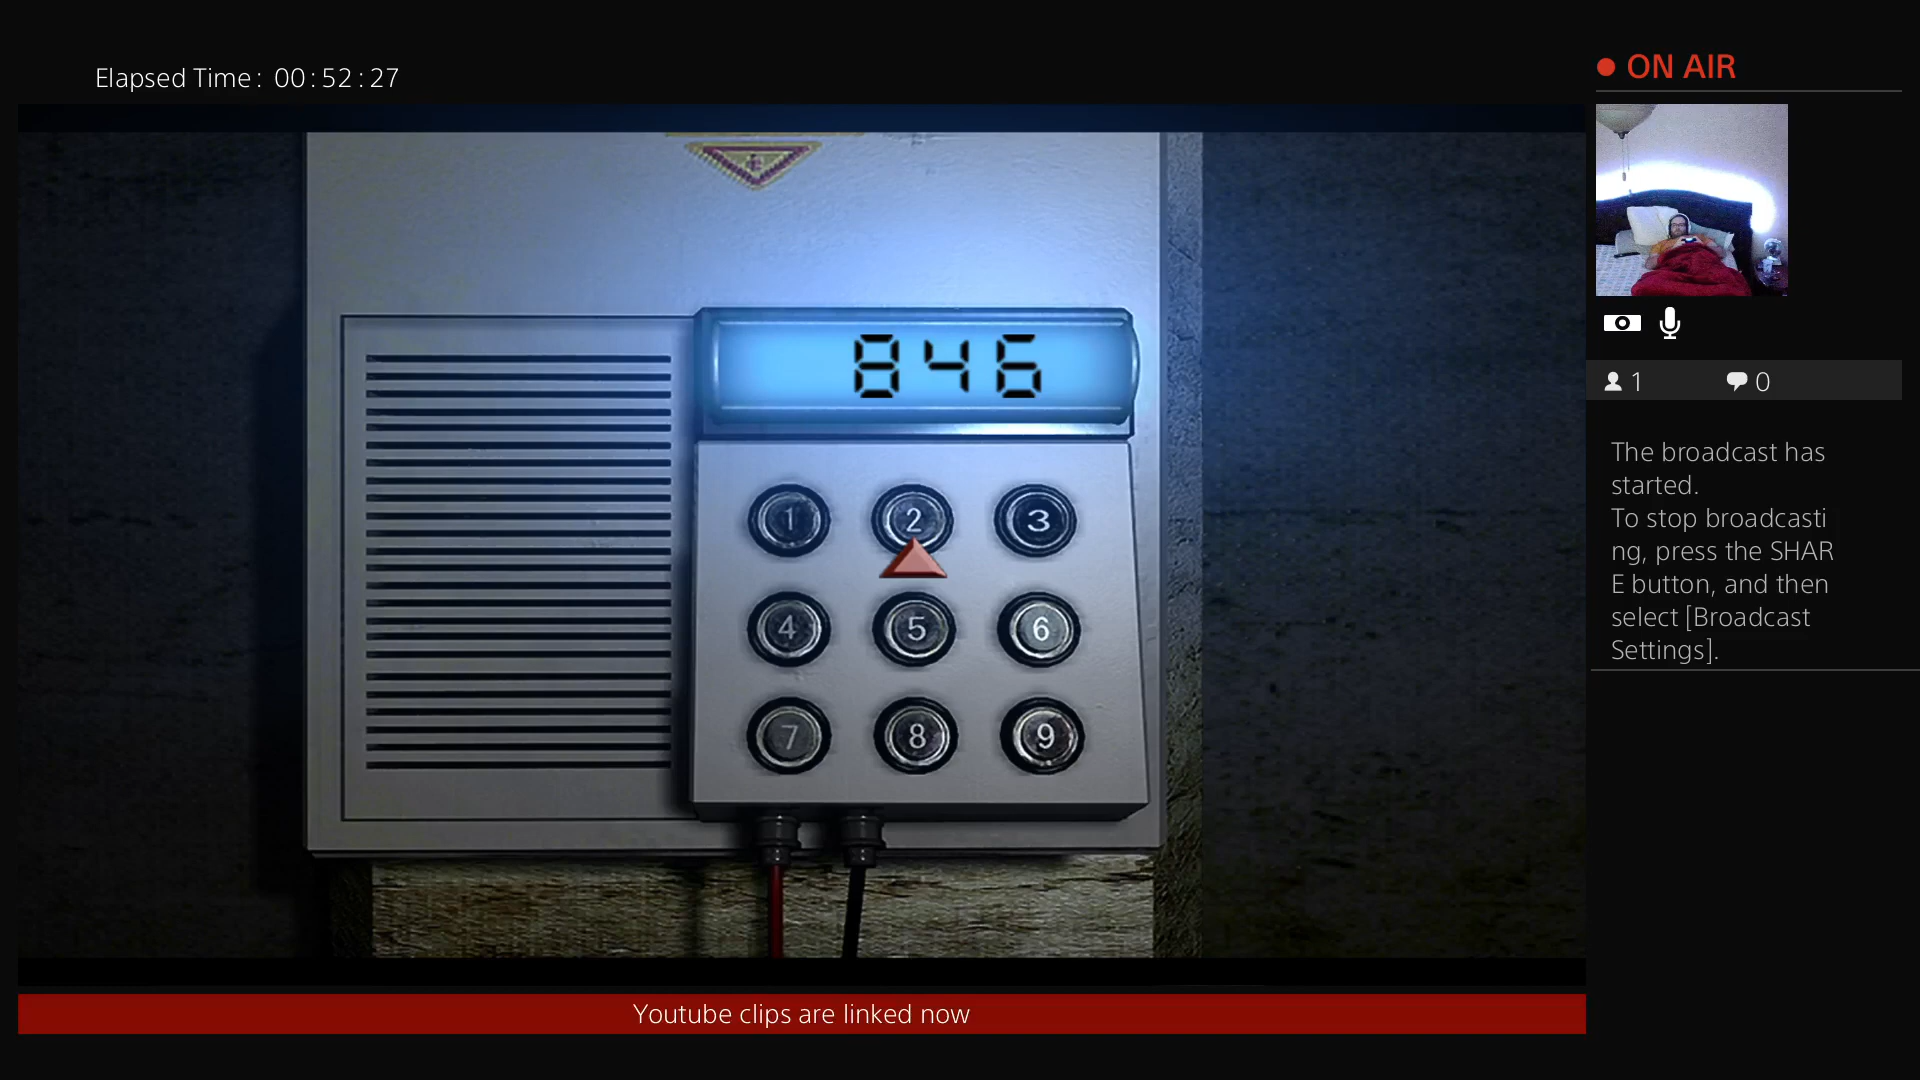 Elapsed Time: 00:52:27
ON AIR
846
1 2 3
4 5 6
7 8 9
1 0
The broadcast has
started.
To stop broadcasti
ng, press the SHAR
E button, and then
select [Broadcast
Settings].
Youtube clips are linked now